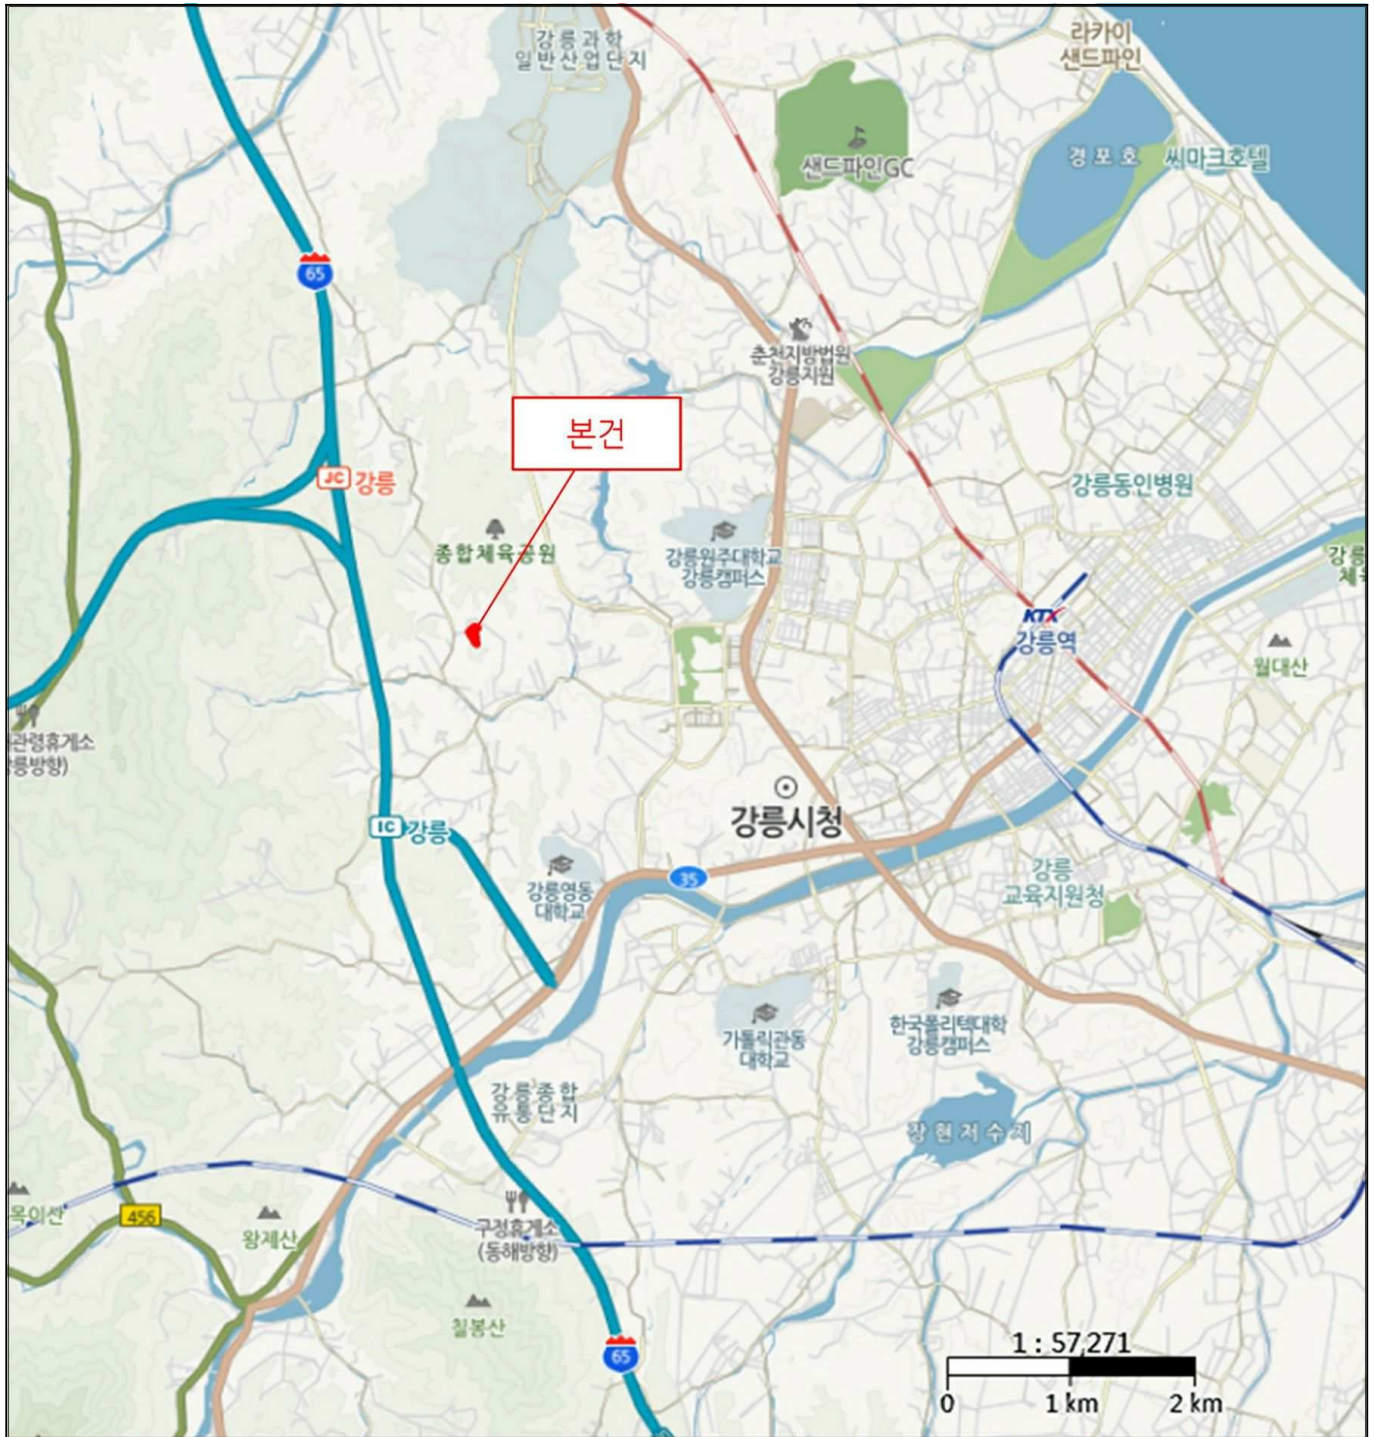 강릉과학
일반산업단지
라카이
샌드파인
경포호
씨마크호텔
샌드파인GC
65
춘천지방법원
강릉지원
본건
JC 강릉
강릉동인병원
종합체육공원
강릉원주대학교
강릉캠퍼스
강릉
체육
KTX
강릉역
월대산
관령휴게소
릉방향)
강릉시청
IC 강릉
강릉영동
대학교
35
강릉
교육지원청
가톨릭관동
대학교
한국폴리텍대학
강릉캠퍼스
강릉종합
유통단지
장현저수지
목이산
456
왕제산
구정휴게소
(동해방향)
칠봉산
65
1 : 57,271
0 1 km 2 km